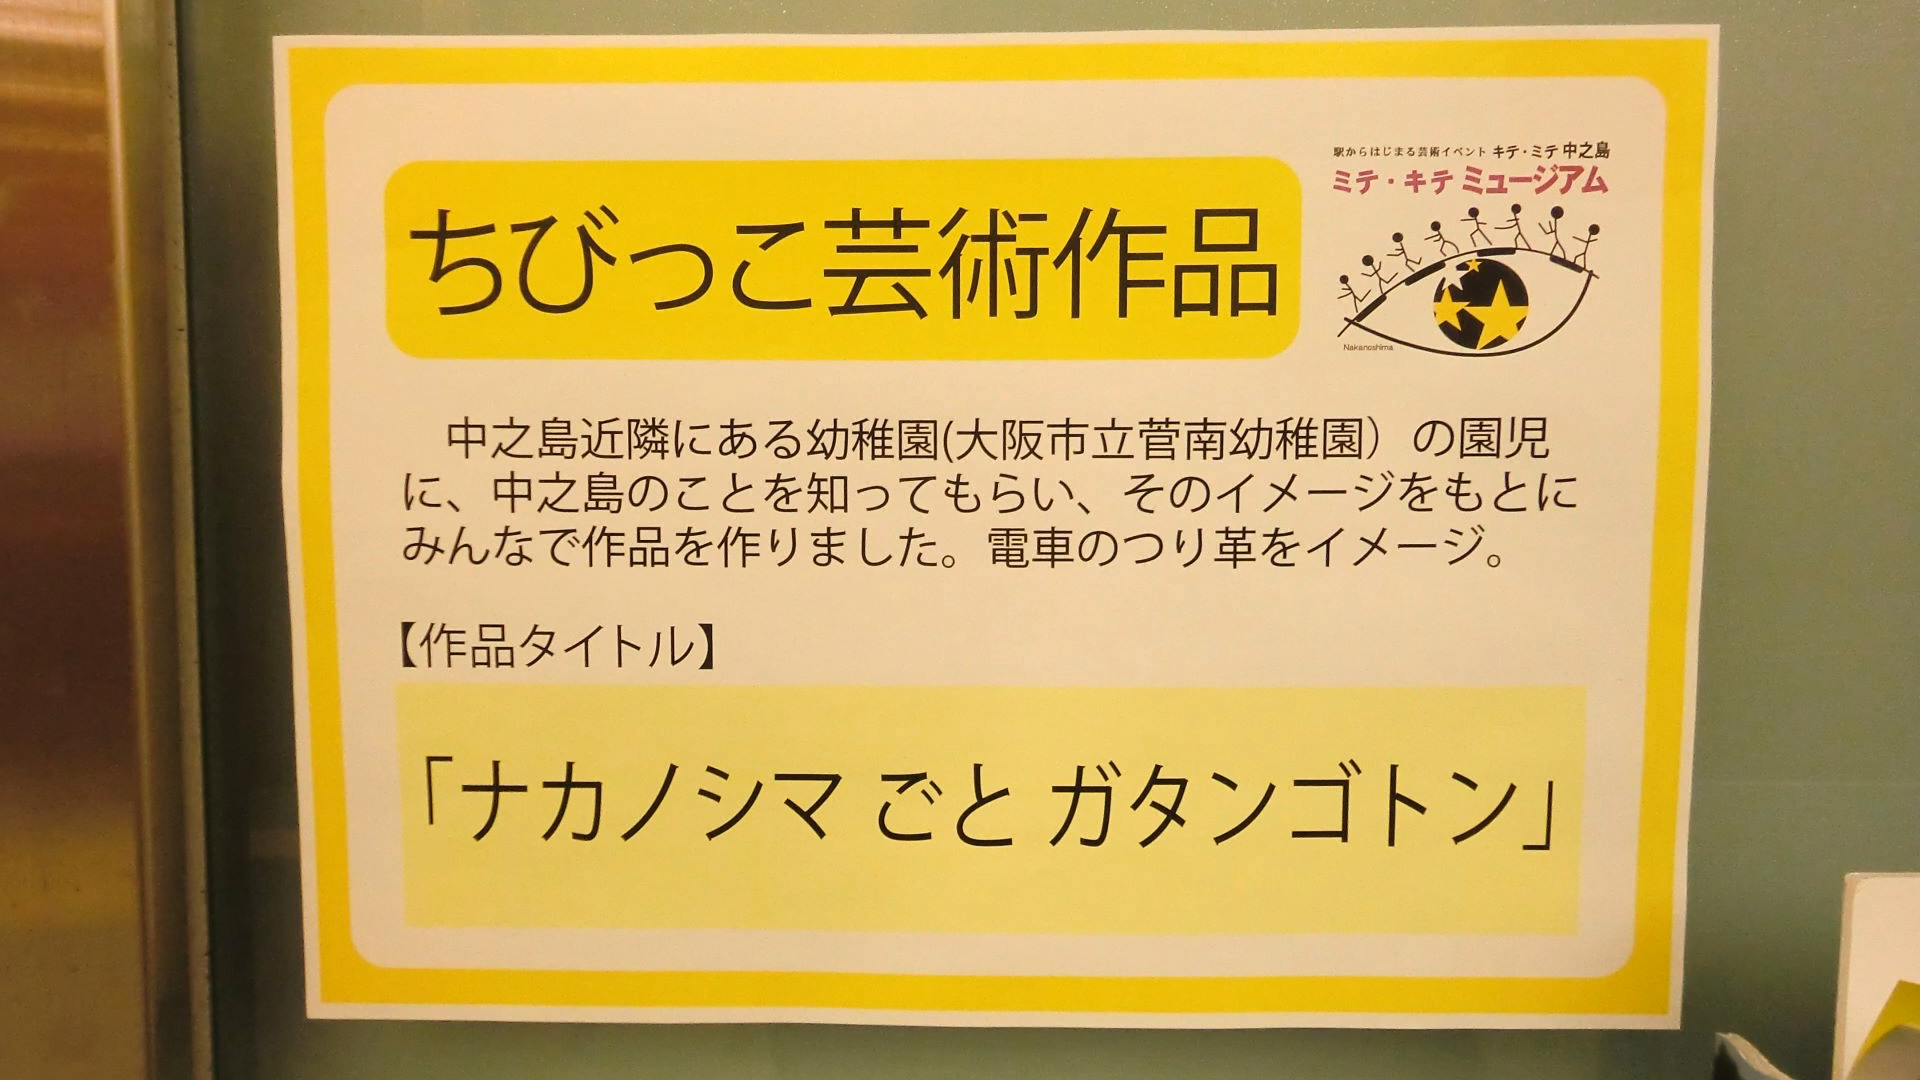 駅からはじまる芸術イベント キテ・ミテ 中之島
ミテ・キテ ミュージアム
Nakanoshima
ちびっこ芸術作品
中之島近隣にある幼稚園(大阪市立菅南幼稚園）の園児
に、中之島のことを知ってもらい、そのイメージをもとに
みんなで作品を作りました。電車のつり革をイメージ。
【作品タイトル】
「ナカノシマ ごと ガタンゴトン」